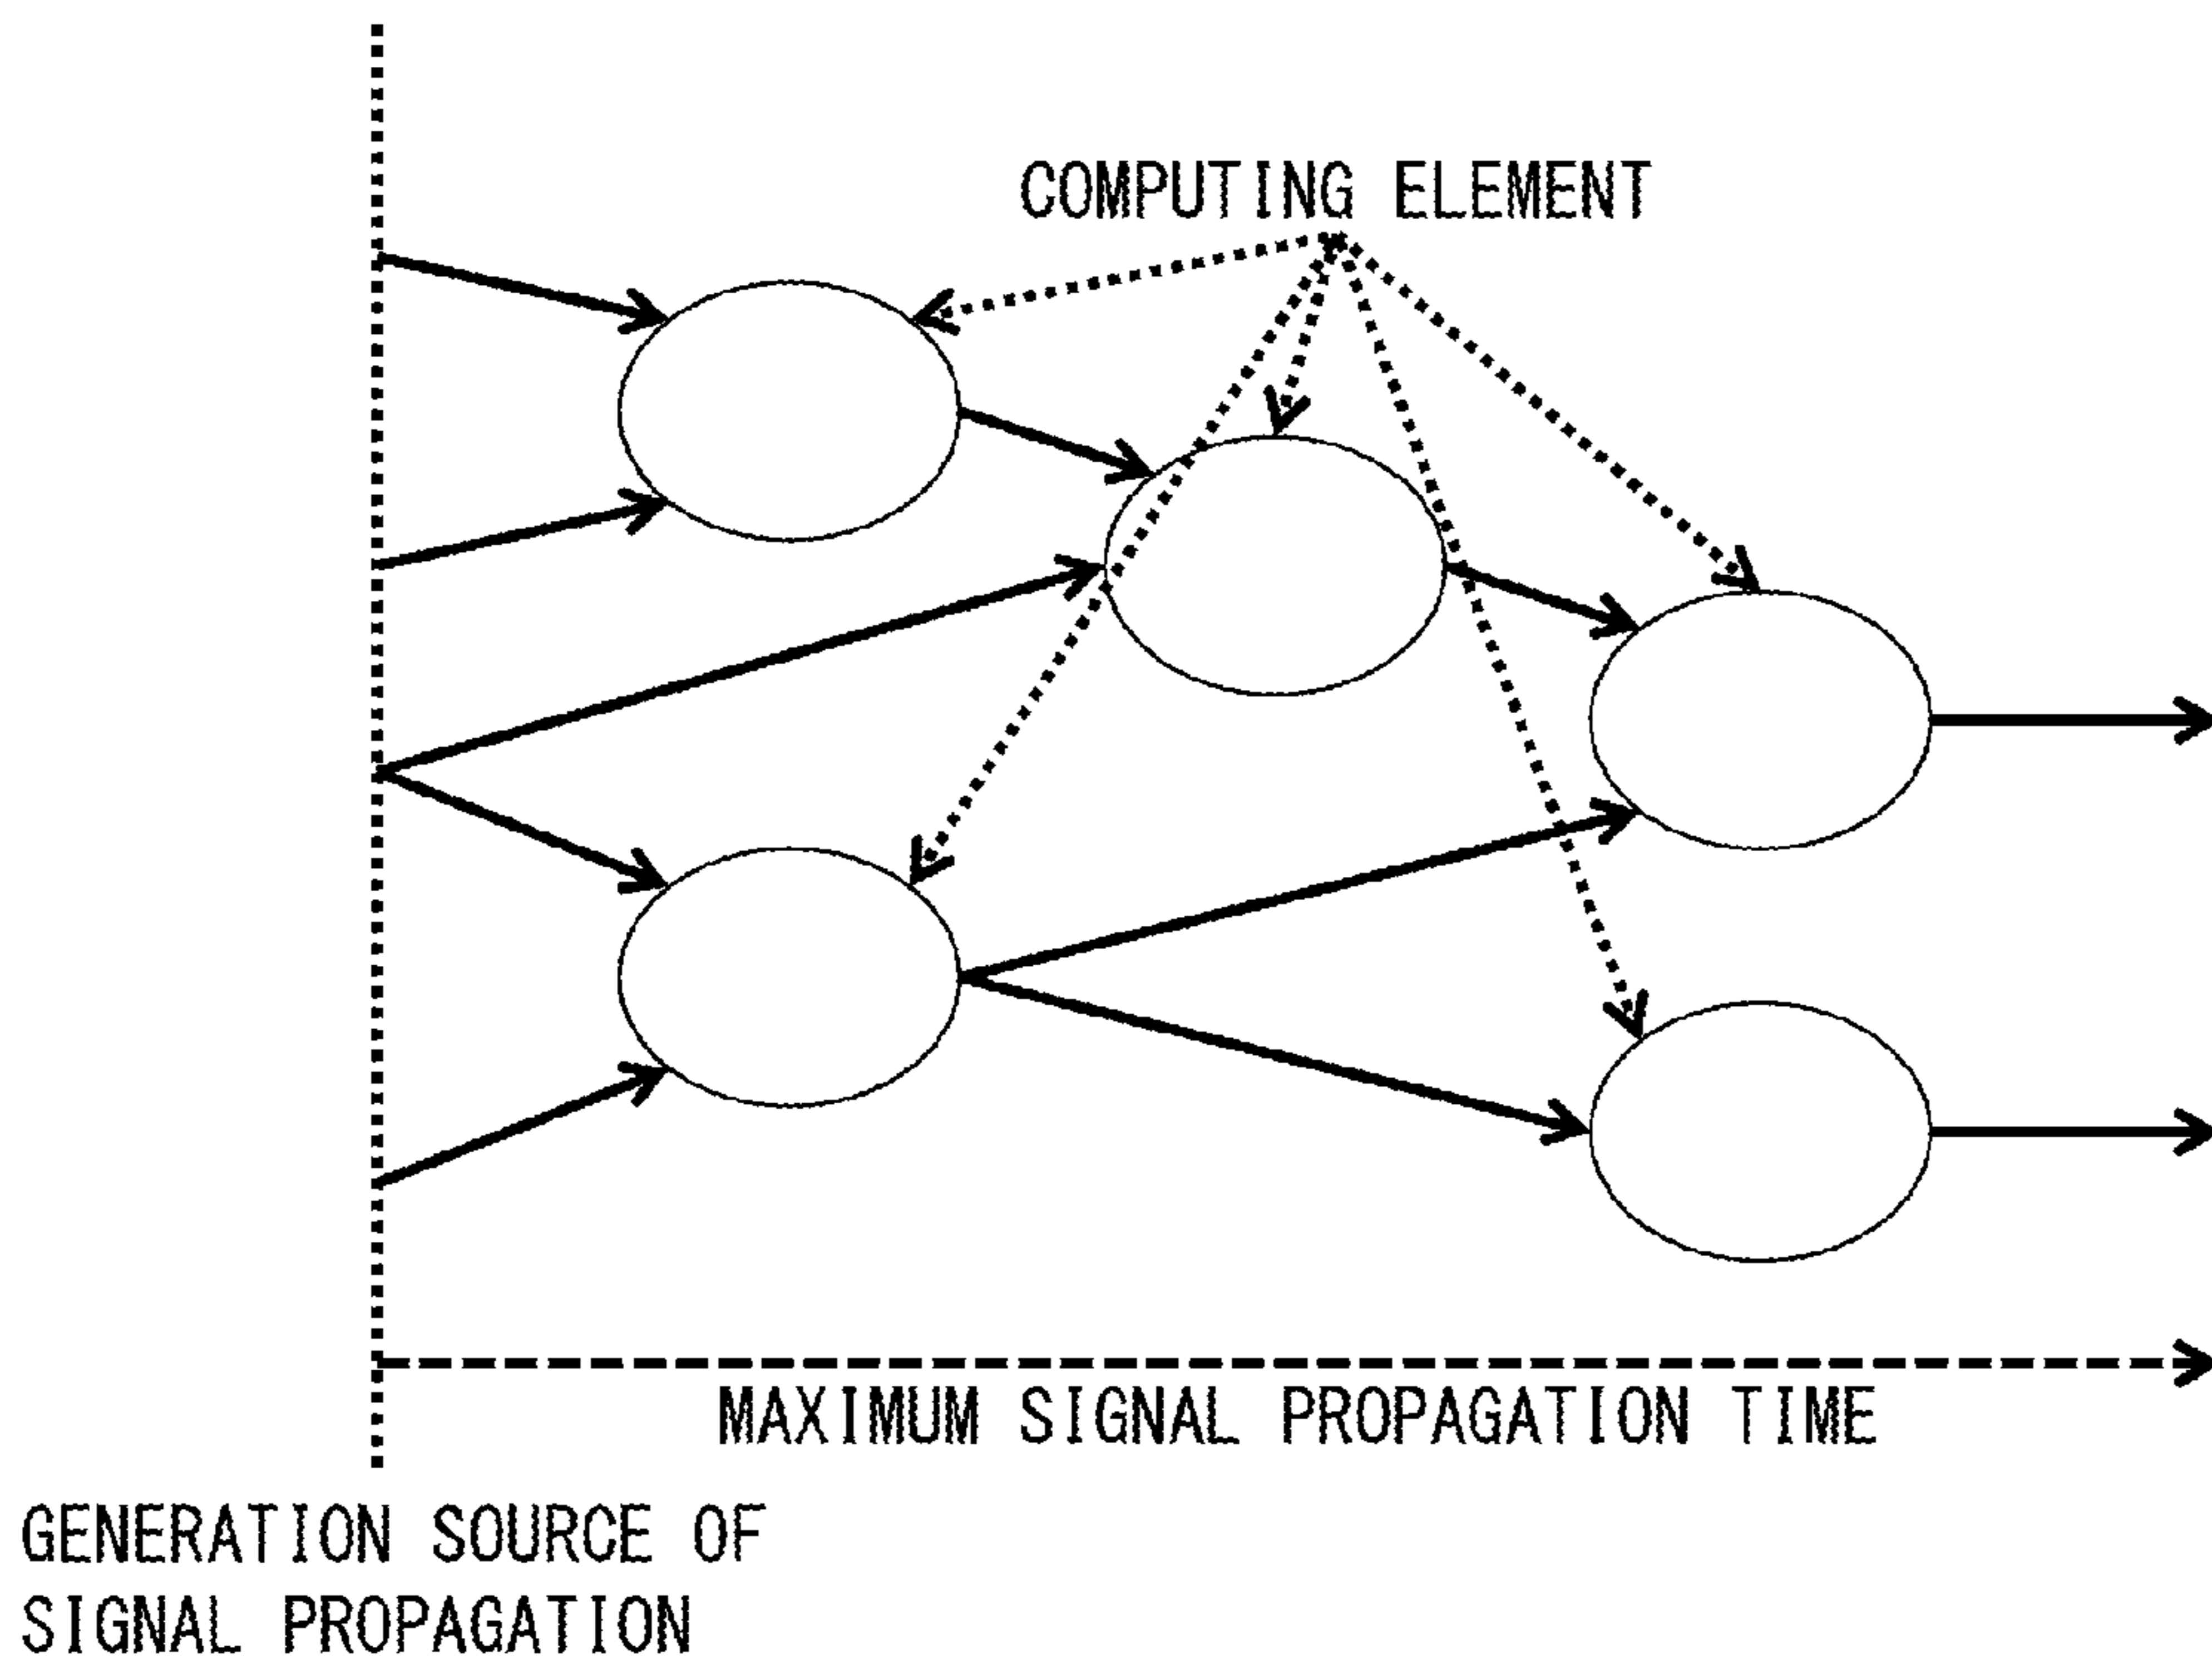 COMPUTING ELEMENT
MAXIMUM SIGNAL PROPAGATION TIME
GENERATION SOURCE OF
SIGNAL PROPAGATION